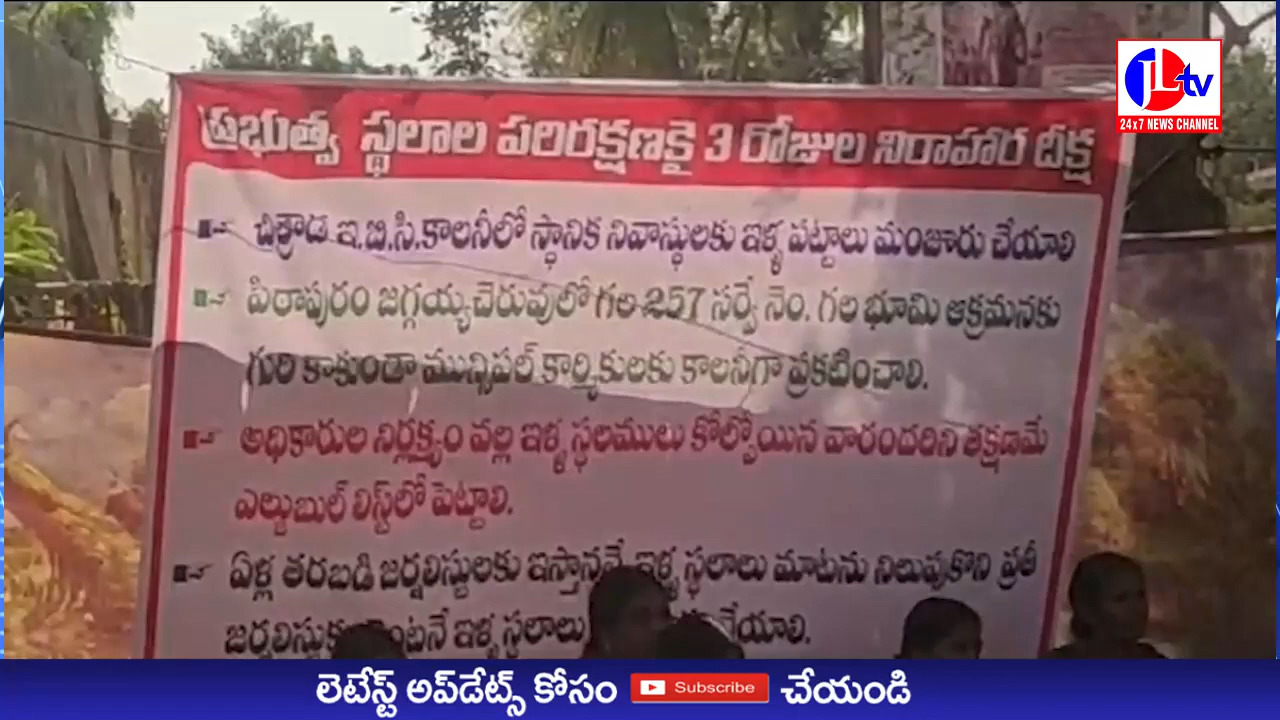 JLtv
24x7 NEWS CHANNEL
ప్రభుత్వ స్థలాల పరిరక్షణకై 3 రోజుల నిరాహార దీక్ష
చిత్రాడ ఇ.బి.సి.కాలనీలో స్థానిక నివాస్థులకు ఇళ్ళ పట్టాలు మంజూరు చేయాలి
పిఠాపురం జగ్గయ్యచెరువులో గల 257 సర్వే నెం. గల భూమి ఆక్రమనకు
గురి కాకుండా మున్సిపల్ కార్మికులకు కాలనీగా ప్రకటించాలి.
అధికారుల నిర్లక్ష్యం వల్ల ఇళ్ళ స్థలములు కోల్పోయిన వారందరిని తక్షణమే
ఎల్జుబుల్ లిస్ట్‌లో పెట్టాలి.
ఏళ్ల తరబడి జర్నలిస్టులకు ఇస్తానన్న ఇళ్ళ స్థలాలు మాటను నిలుపుకొని ప్రతీ
ఇళ్ళ స్థలాలు చేయాలి.
లెటేస్ట్ అప్‌డేట్స్ కోసం Subscribe చేయండి